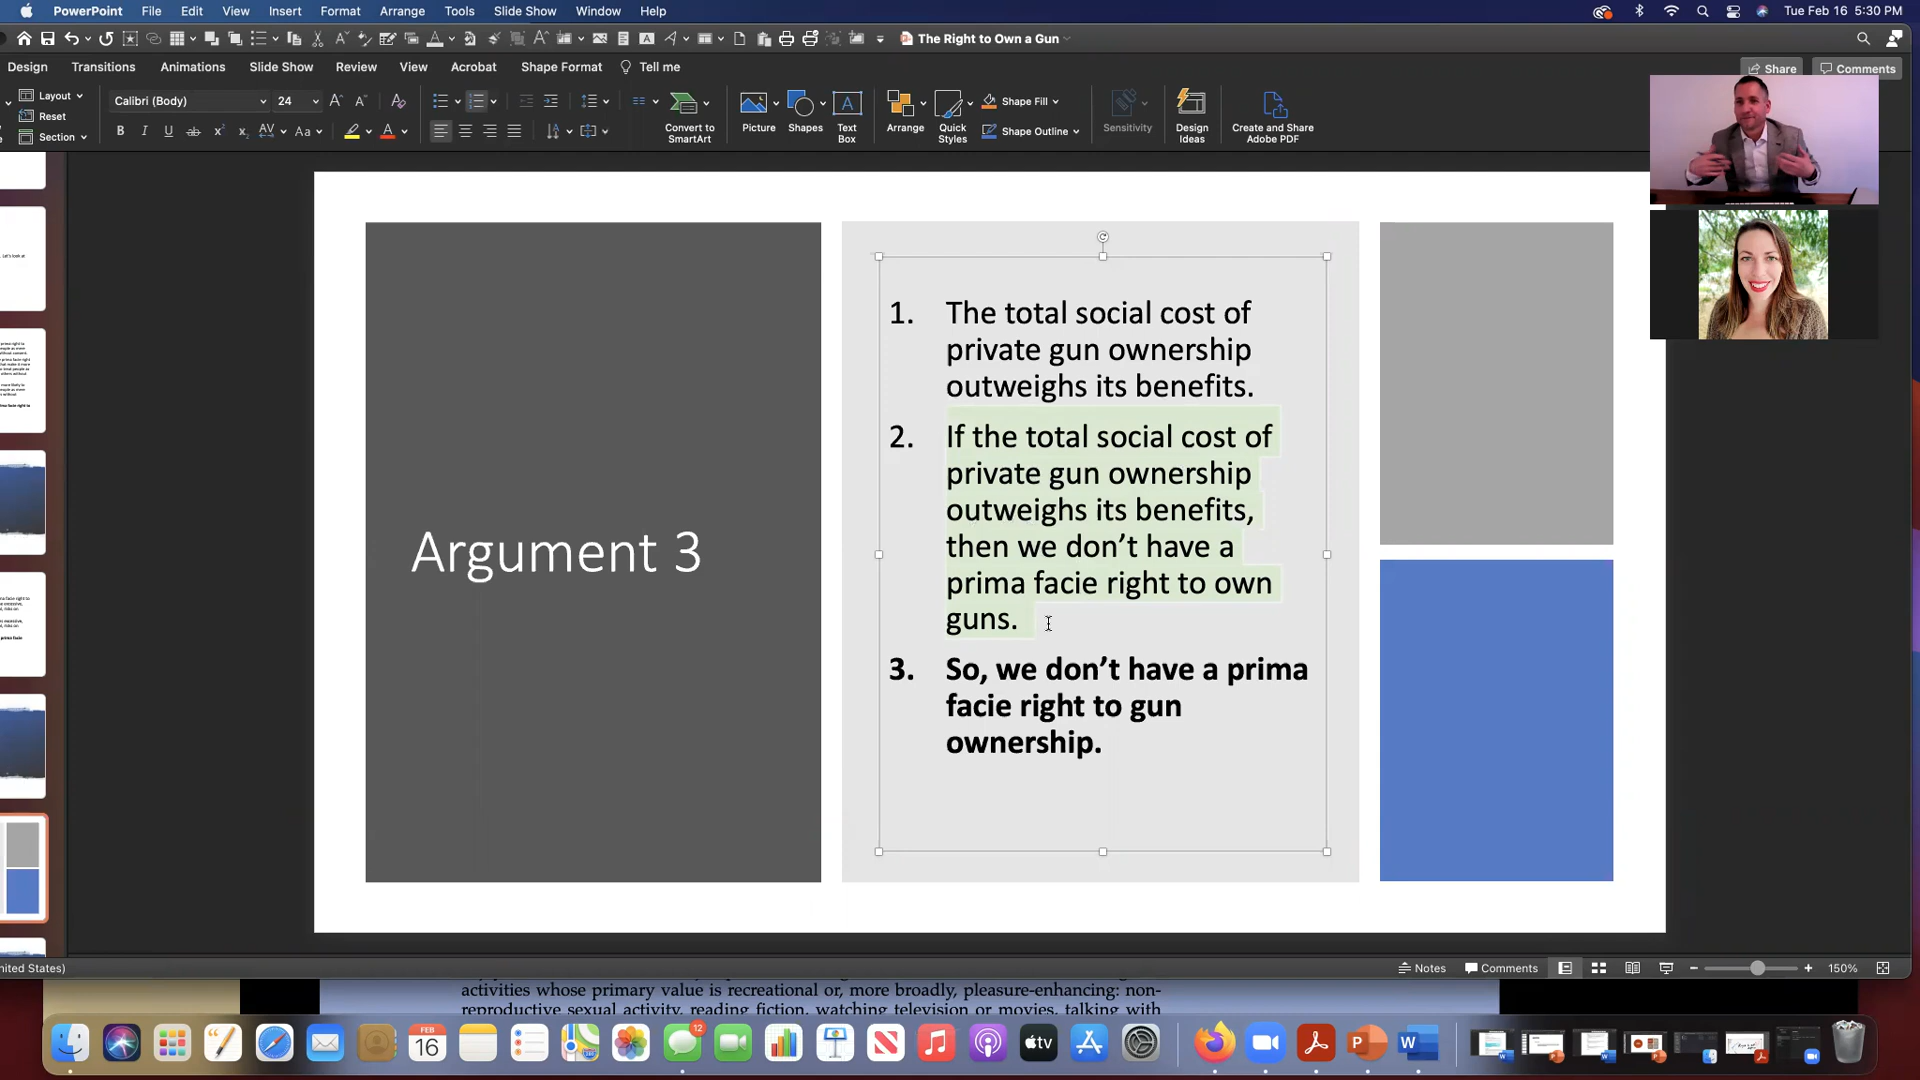 PowerPoint File Edit View Insert Format Arrange Tools Slide Show Window Help Tue Feb 16 5:30 PM
The Right to Own a Gun
Design Transitions Animations Slide Show Review View Acrobat Shape Format Tell me Share Comments
Layout Calibri (Body) 24 Shape Fill
Reset
Section Convert to SmartArt Picture Shapes Text Box Arrange Quick Styles Shape Outline Sensitivity Design Ideas Create and Share Adobe PDF
Argument 3
1. The total social cost of
private gun ownership
outweighs its benefits.
2. If the total social cost of
private gun ownership
outweighs its benefits,
then we don’t have a
prima facie right to own
guns.
3. So, we don’t have a prima
facie right to gun
ownership.
nited States) Notes Comments 150%
activities whose primary value is recreational or, more broadly, pleasure-enhancing: non-
reproductive sexual activity, reading fiction, watching television or movies, talking with
FEB
16
12
tv